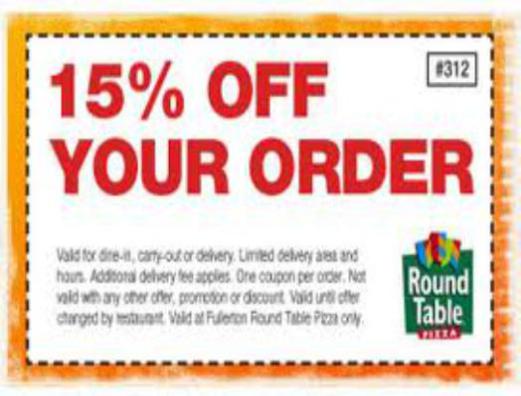 15% OFF
#312
YOUR ORDER
Valid for dine-in, carry-out or delivery. Limited delivery area and
hours. Additional delivery fee applies. One coupon per order. Not
valid with any other offer, promotion or discount. Valid until offer
changed by restaurant. Valid at Fullerton Round Table Pizza only.
Round
Table
PIZZA